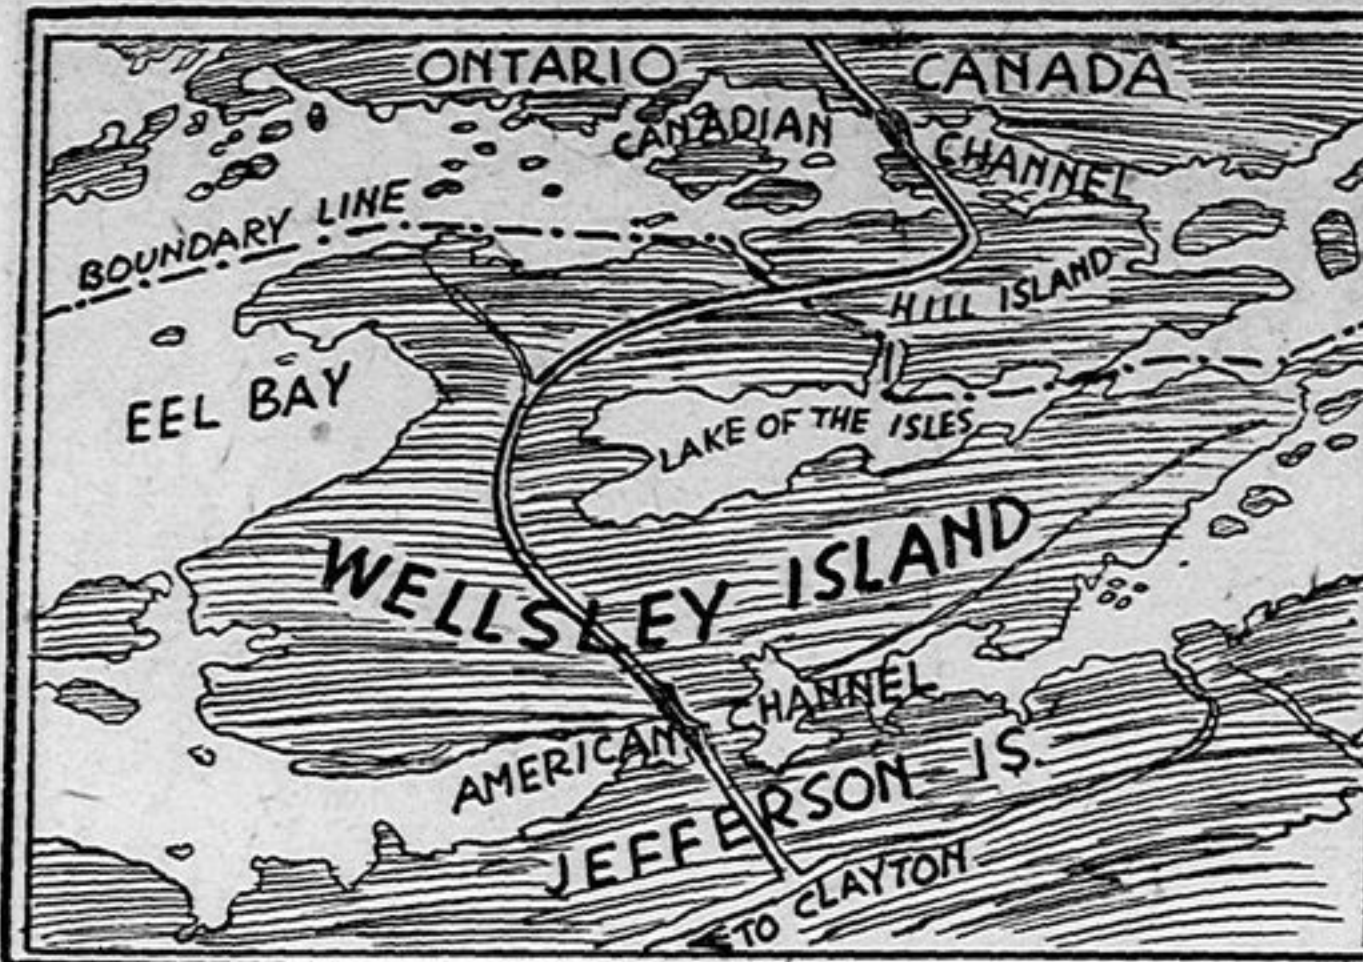 ONTARIO CANADA
CANADIAN CHANNEL
BOUNDARY LINE
HILL ISLAND
EEL BAY
LAKE OF THE ISLES
WELLSLEY ISLAND
AMERICAN CHANNEL
JEFFERSON IS.
TO CLAYTON